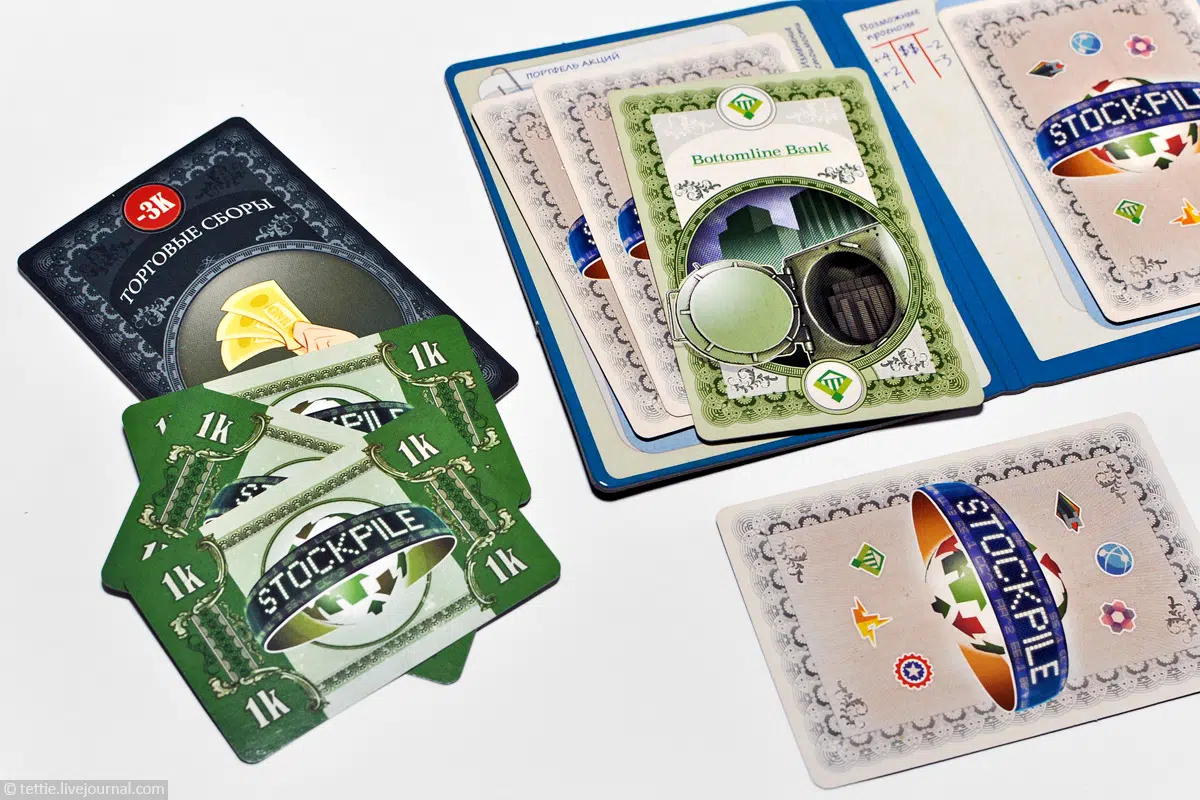 -3K
ТОРГОВЫЕ СБОРЫ
1k
1k
1k
1k
1k
1k
STOCKPILE
ПОРТФЕЛЬ АКЦИЙ
Bottomline Bank
Возможные
прогнозы
+4 $$ -2
+2 -3
+1
STOCKPILE
STOCKPILE
© tettie.livejournal.com